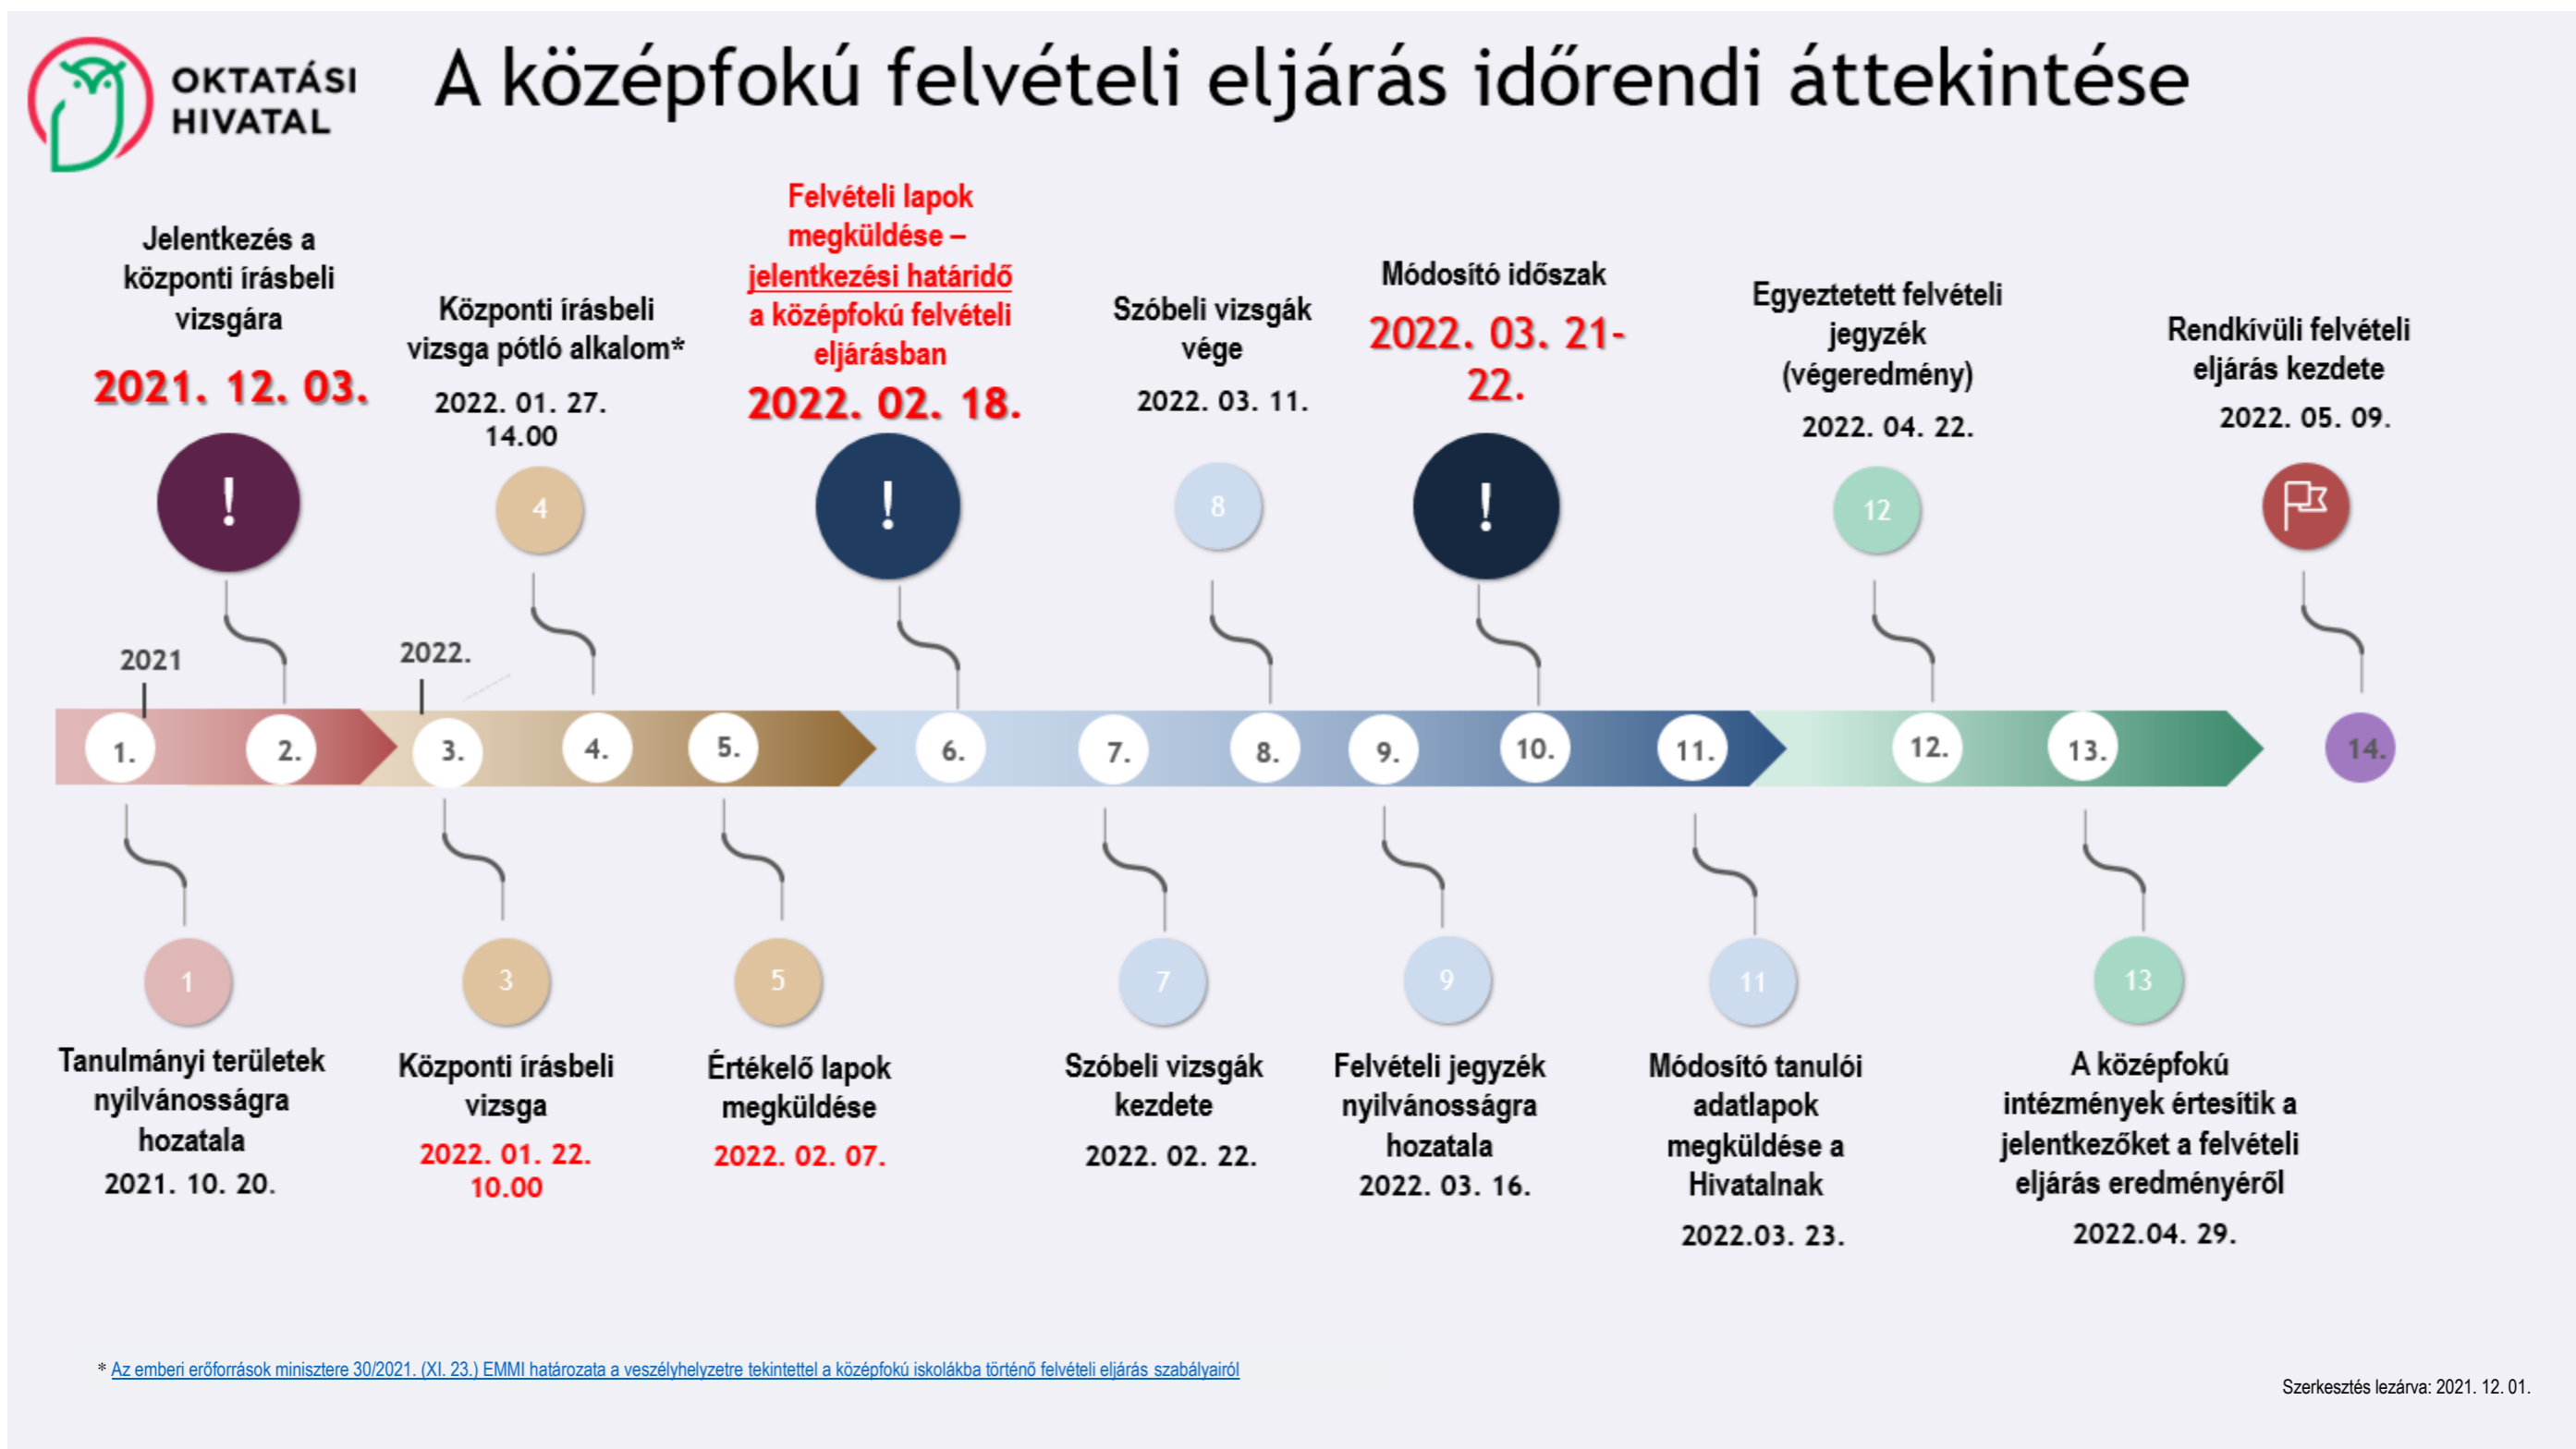 OKTATÁSI
HIVATAL
A középfokú felvételi eljárás időrendi áttekintése
Jelentkezés a
központi írásbeli
vizsgára
2021. 12. 03.
!
Központi írásbeli
vizsga pótló alkalom*
2022. 01. 27.
14.00
4
Felvételi lapok
megküldése –
jelentkezési határidő
a középfokú felvételi
eljárásban
2022. 02. 18.
!
Szóbeli vizsgák
vége
2022. 03. 11.
8
Módosító időszak
2022. 03. 21-
22.
!
Egyeztetett felvételi
jegyzék
(végeredmény)
2022. 04. 22.
12
Rendkívüli felvételi
eljárás kezdete
2022. 05. 09.
2021
2022.
1.
2.
3.
4.
5.
6.
7.
8.
9.
10.
11.
12.
13.
14.
1
Tanulmányi területek
nyilvánosságra
hozatala
2021. 10. 20.
3
Központi írásbeli
vizsga
2022. 01. 22.
10.00
5
Értékelő lapok
megküldése
2022. 02. 07.
7
Szóbeli vizsgák
kezdete
2022. 02. 22.
9
Felvételi jegyzék
nyilvánosságra
hozatala
2022. 03. 16.
11
Módosító tanulói
adatlapok
megküldése a
Hivatalnak
2022.03. 23.
13
A középfokú
intézmények értesítik a
jelentkezőket a felvételi
eljárás eredményéről
2022.04. 29.
* Az emberi erőforrások minisztere 30/2021. (XI. 23.) EMMI határozata a veszélyhelyzetre tekintettel a középfokú iskolákba történő felvételi eljárás szabályairól
Szerkesztés lezárva: 2021. 12. 01.